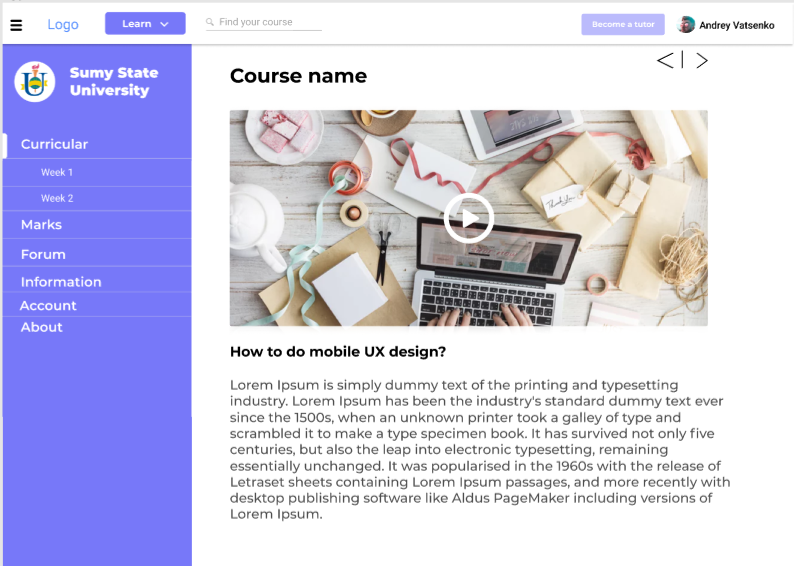 Logo
Learn
Find your course
Become a tutor
Andrey Vatsenko
Sumy State
University
Curricular
Week 1
Week 2
Marks
Forum
Information
Account
About
Course name
Thank you
How to do mobile UX design?
Lorem Ipsum is simply dummy text of the printing and typesetting
industry. Lorem Ipsum has been the industry's standard dummy text ever
since the 1500s, when an unknown printer took a galley of type and
scrambled it to make a type specimen book. It has survived not only five
centuries, but also the leap into electronic typesetting, remaining
essentially unchanged. It was popularised in the 1960s with the release of
Letraset sheets containing Lorem Ipsum passages, and more recently with
desktop publishing software like Aldus PageMaker including versions of
Lorem Ipsum.